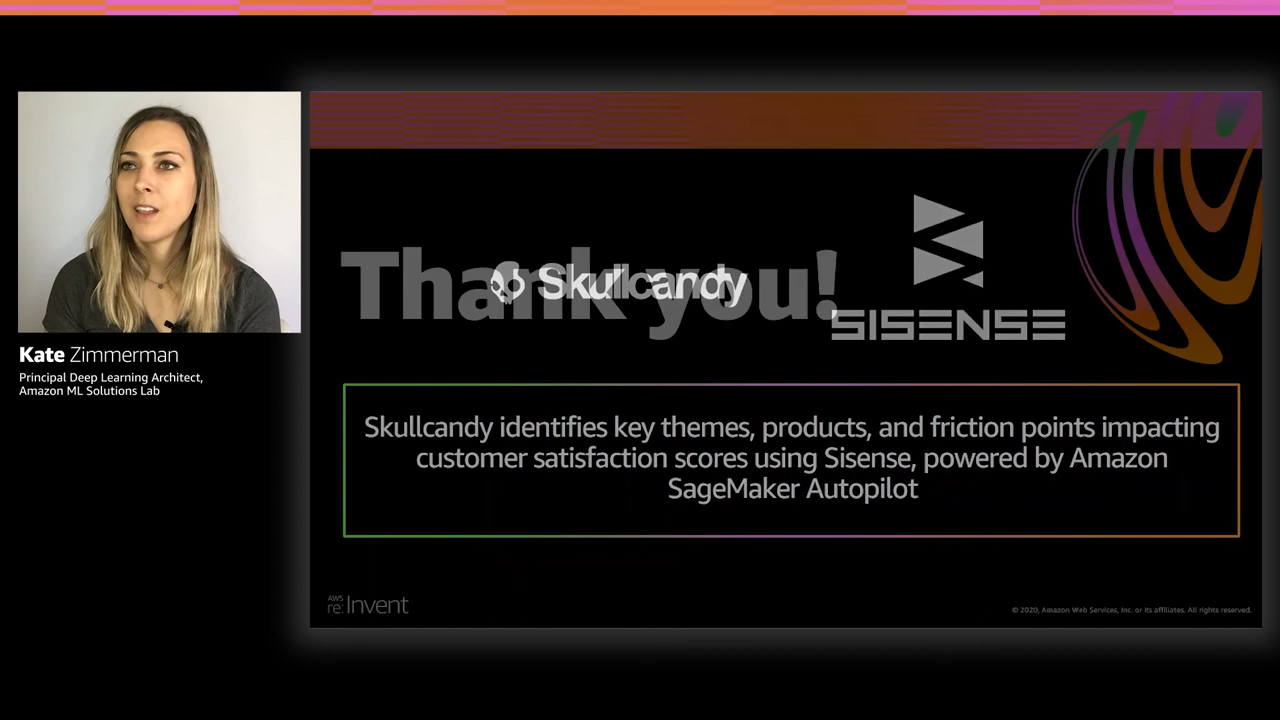 Thank you!
Skullcandy
SISENSE
Kate Zimmerman
Principal Deep Learning Architect,
Amazon ML Solutions Lab
Skullcandy identifies key themes, products, and friction points impacting
customer satisfaction scores using Sisense, powered by Amazon
SageMaker Autopilot
AWS
re:Invent
© 2020, Amazon Web Services, Inc. or its affiliates. All rights reserved.